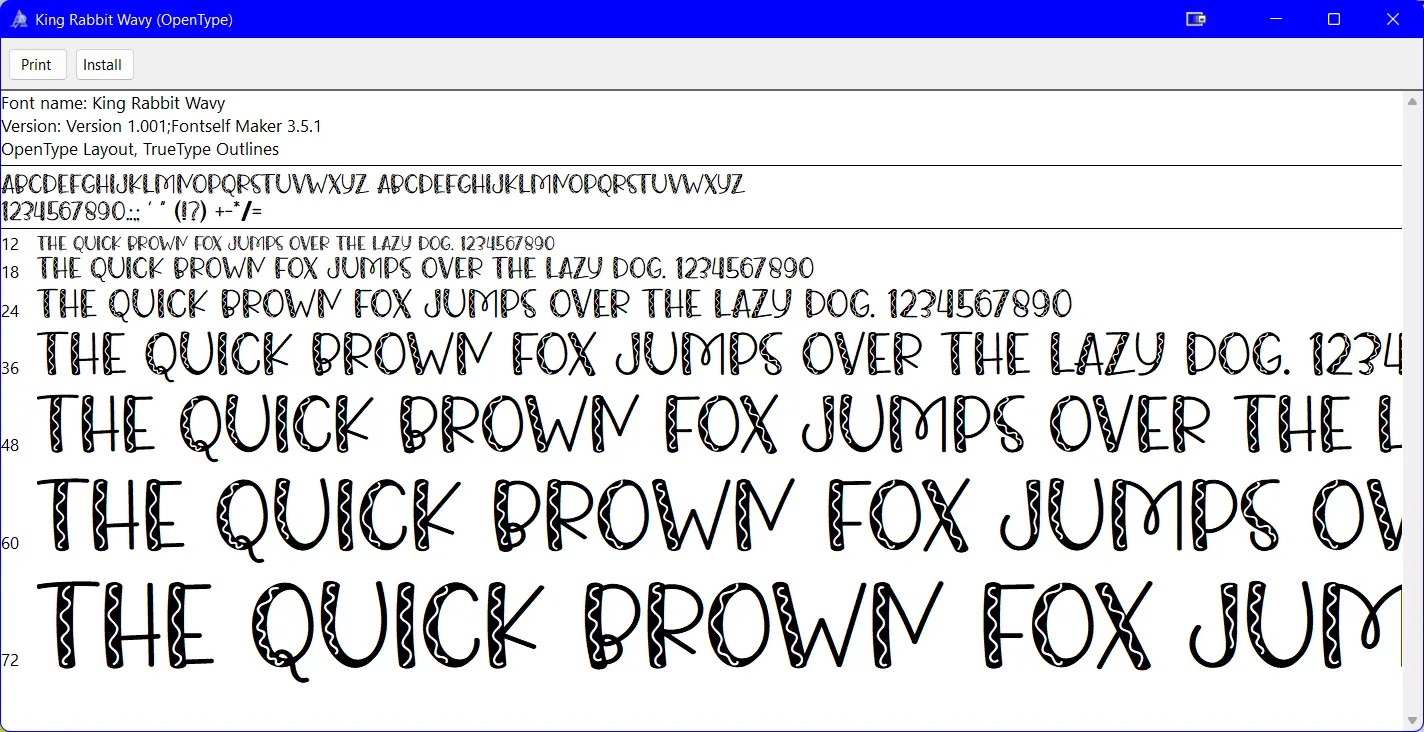 King Rabbit Wavy (OpenType)
Print Install
Font name: King Rabbit Wavy
Version: Version 1.001;Fontself Maker 3.5.1
OpenType Layout, TrueType Outlines
ABCDEFGHIJKLMNOPQRSTUVWXYZ ABCDEFGHIJKLMNOPQRSTUVWXYZ
1234567890.:,; ' " (!?) +-*/=
12 THE QUICK BROWN FOX JUMPS OVER THE LAZY DOG. 1234567890
18 THE QUICK BROWN FOX JUMPS OVER THE LAZY DOG. 1234567890
24 THE QUICK BROWN FOX JUMPS OVER THE LAZY DOG. 1234567890
36 THE QUICK BROWN FOX JUMPS OVER THE LAZY DOG. 1234
48 THE QUICK BROWN FOX JUMPS OVER THE L
60 THE QUICK BROWN FOX JUMPS OV
72 THE QUICK BROWN FOX JUM